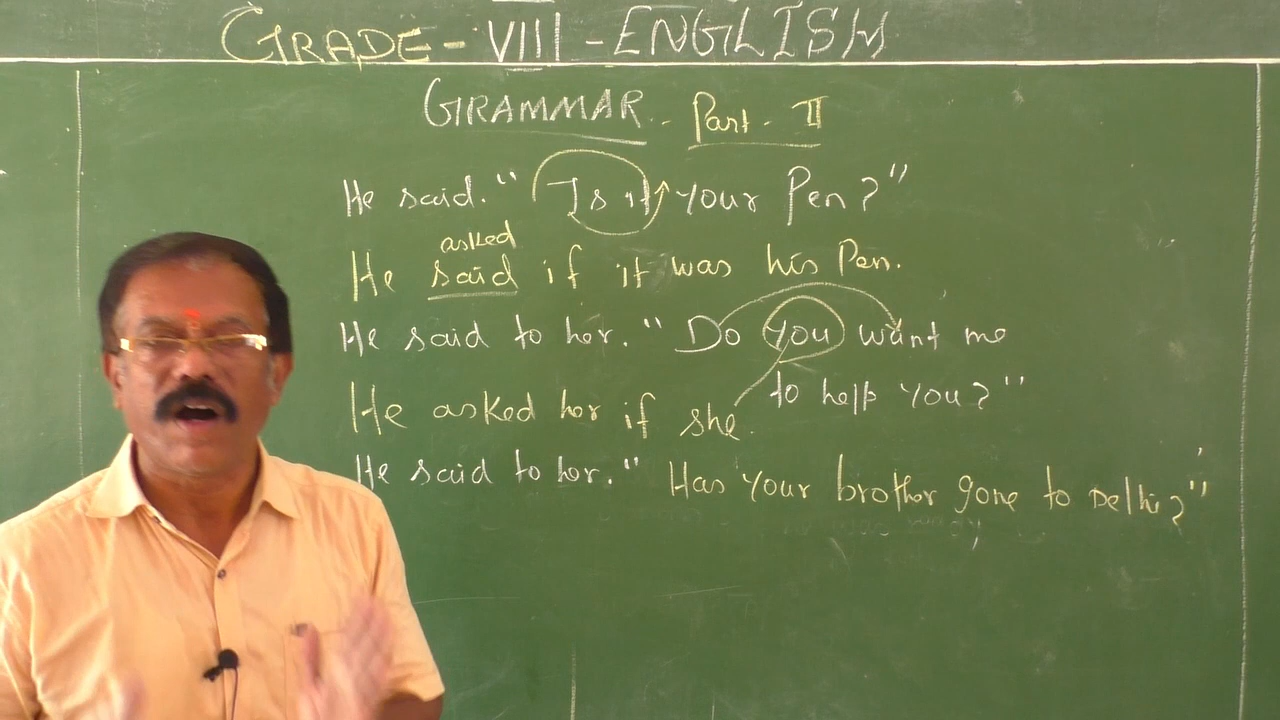 GRADE - VIII - ENGLISH
GRAMMAR.. Part - II
He said. " Is it your Pen?"
asked
He said if it was his Pen.
He said to her. " Do you want me
to help you?"
He asked her if she
He said to her. " Has your brother gone to Delhi?"